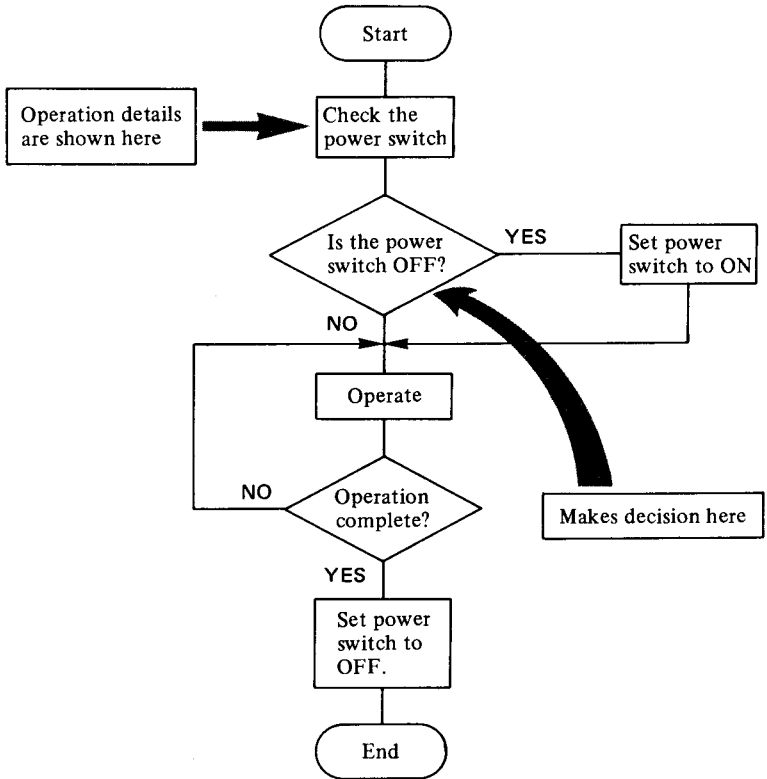 Start
Operation details
are shown here
Check the
power switch
Is the power
switch OFF?
YES
Set power
switch to ON
NO
Operate
NO
Operation
complete?
Makes decision here
YES
Set power
switch to
OFF.
End